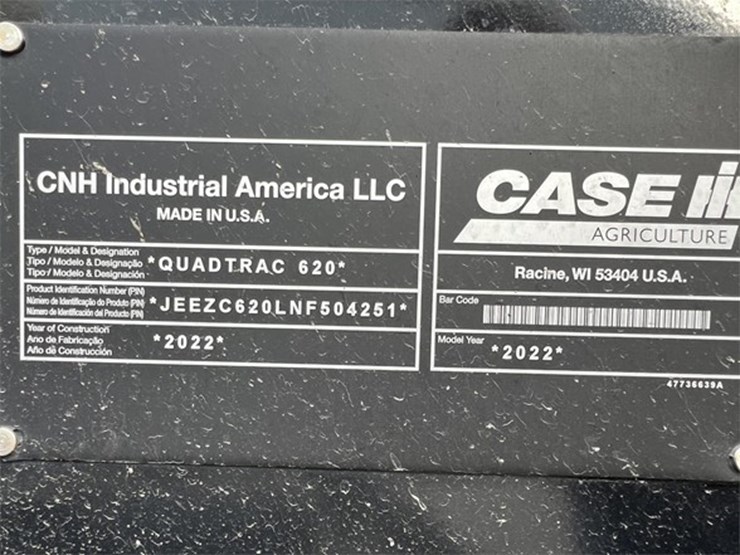 CNH Industrial America LLC
MADE IN U.S.A.
Type / Model & Designation
Tipo / Modelo & Designação
Tipo / Modelo & Designación
*QUADTRAC 620*
Product Identification Number (PIN)
Número de Identificação do Produto (PIN)
Número de Identificación del Producto (PIN)
*JEEZC620LNF504251*
Year of Construction
Ano de Fabricação
Año de Construcción
*2022*
CASE IH
AGRICULTURE
Racine, WI 53404 U.S.A.
Bar Code
Model Year
*2022*
47736639A